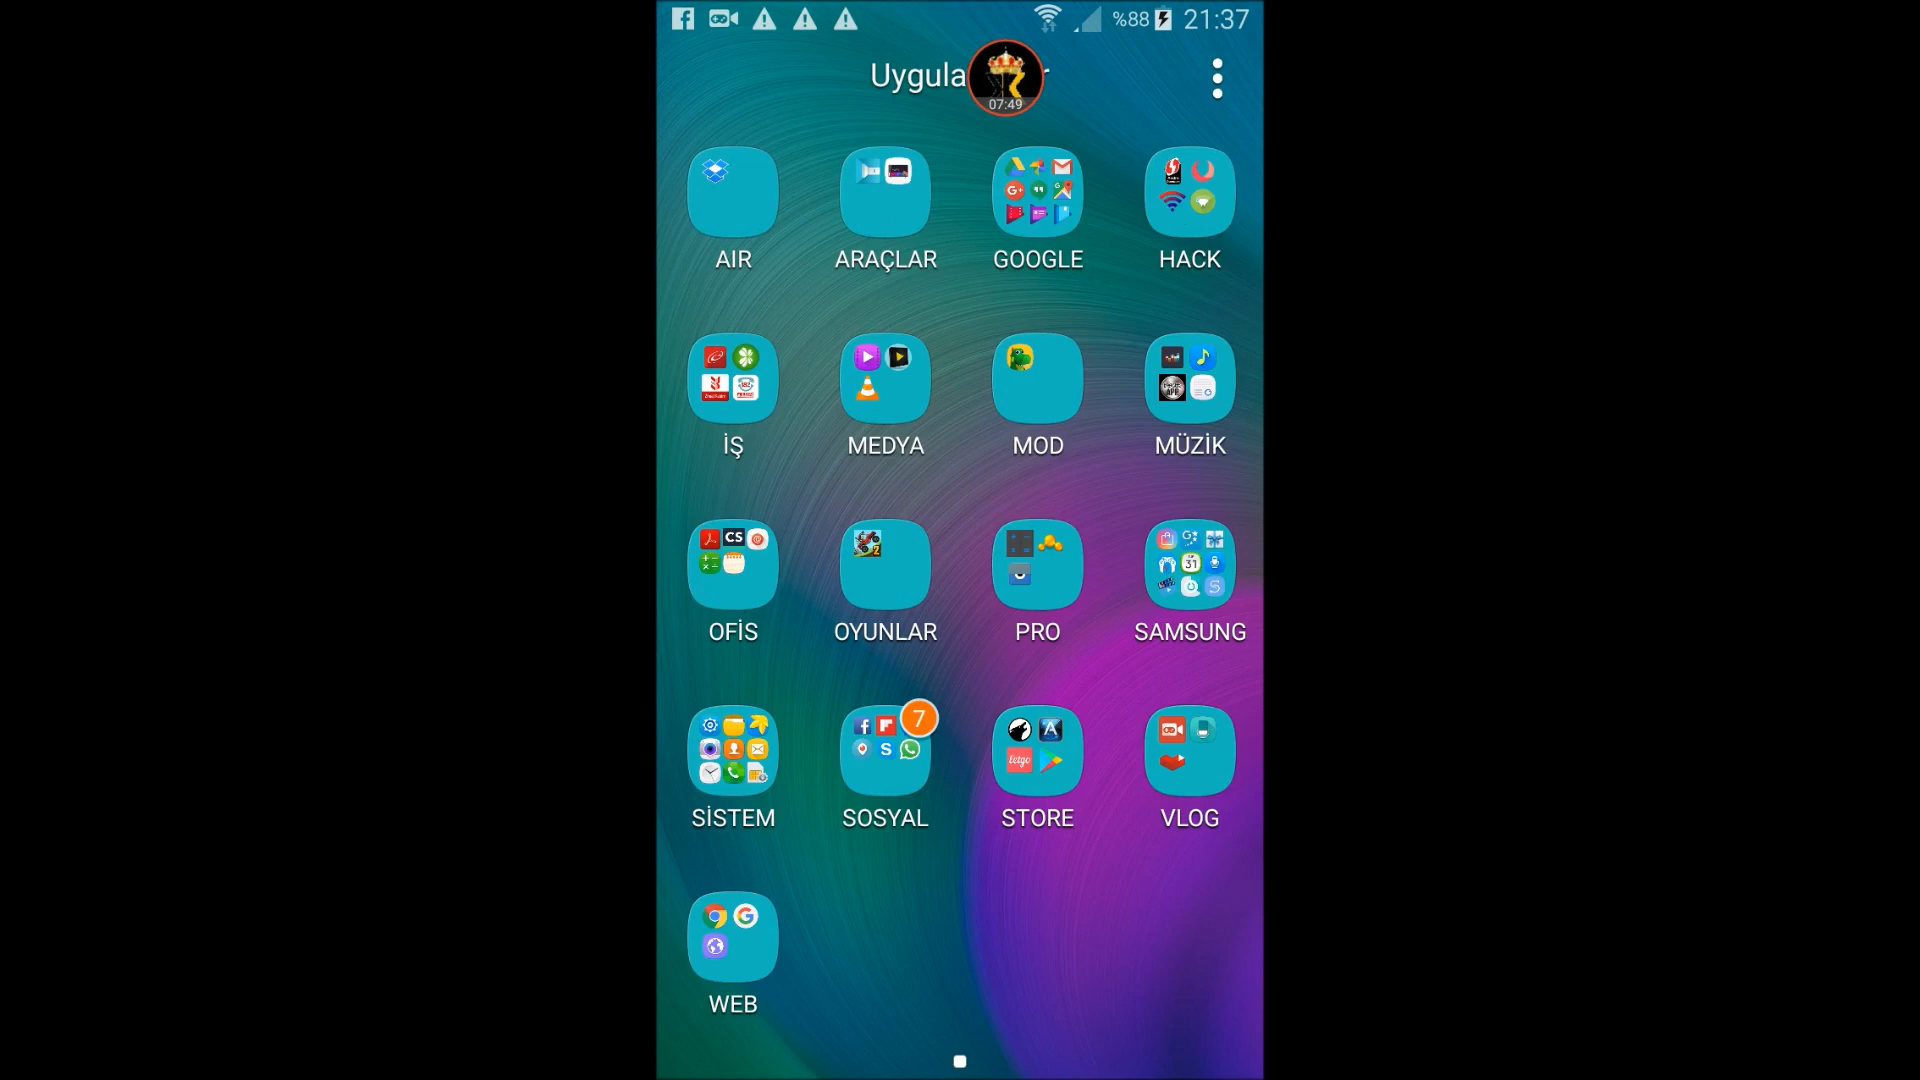 %88 21:37
Uygula
07:49
AIR ARAÇLAR GOOGLE HACK
İŞ MEDYA MOD MÜZİK
OFİS OYUNLAR PRO SAMSUNG
7
SİSTEM SOSYAL STORE VLOG
WEB